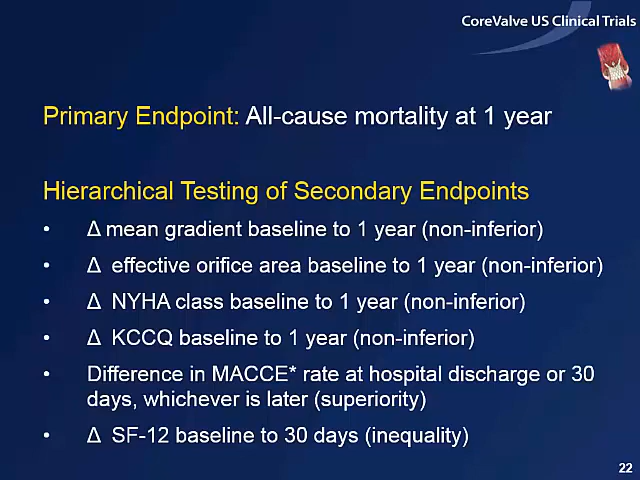 CoreValve US Clinical Trials
Primary Endpoint: All-cause mortality at 1 year
Hierarchical Testing of Secondary Endpoints
• Δ mean gradient baseline to 1 year (non-inferior)
• Δ effective orifice area baseline to 1 year (non-inferior)
• Δ NYHA class baseline to 1 year (non-inferior)
• Δ KCCQ baseline to 1 year (non-inferior)
• Difference in MACCE* rate at hospital discharge or 30
days, whichever is later (superiority)
• Δ SF-12 baseline to 30 days (inequality)
22